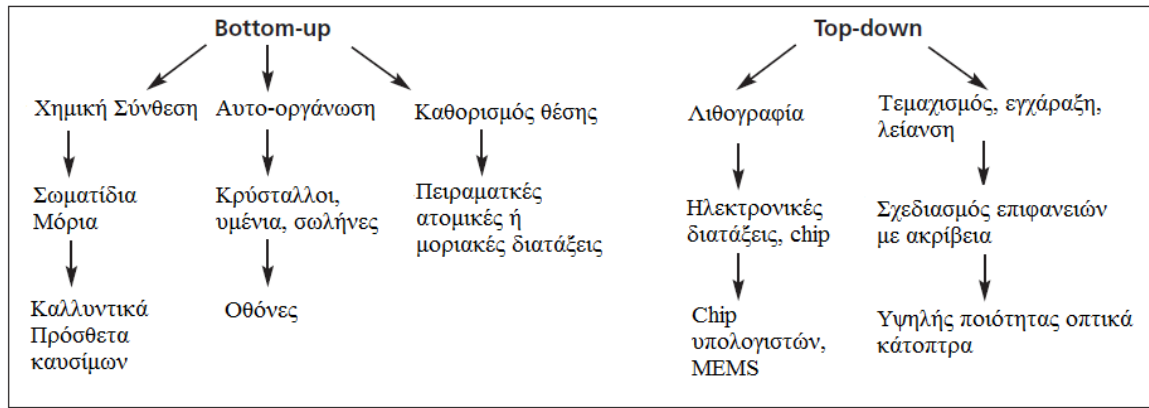 Bottom-up
Χημική Σύνθεση
Σωματίδια
Μόρια
Καλλυντικά
Πρόσθετα
καυσίμων
Αυτο-οργάνωση
Κρύσταλλοι,
υμένια, σωλήνες
Οθόνες
Καθορισμός θέσης
Πειραματκές
ατομικές ή
μοριακές διατάξεις
Top-down
Λιθογραφία
Ηλεκτρονικές
διατάξεις, chip
Chip
υπολογιστών,
MEMS
Τεμαχισμός, εγχάραξη,
λείανση
Σχεδιασμός επιφανειών
με ακρίβεια
Υψηλής ποιότητας οπτικά
κάτοπτρα